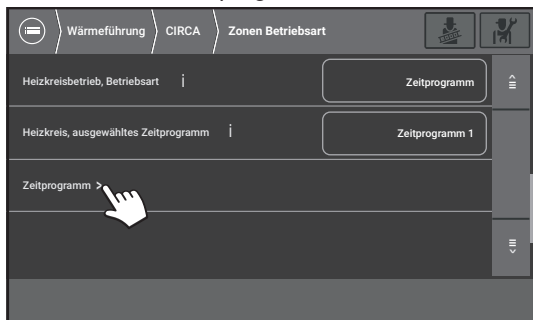 Wärmeführung CIRCA Zonen Betriebsart
Heizkreisbetrieb, Betriebsart i Zeitprogramm
Heizkreis, ausgewähltes Zeitprogramm i Zeitprogramm 1
Zeitprogramm >